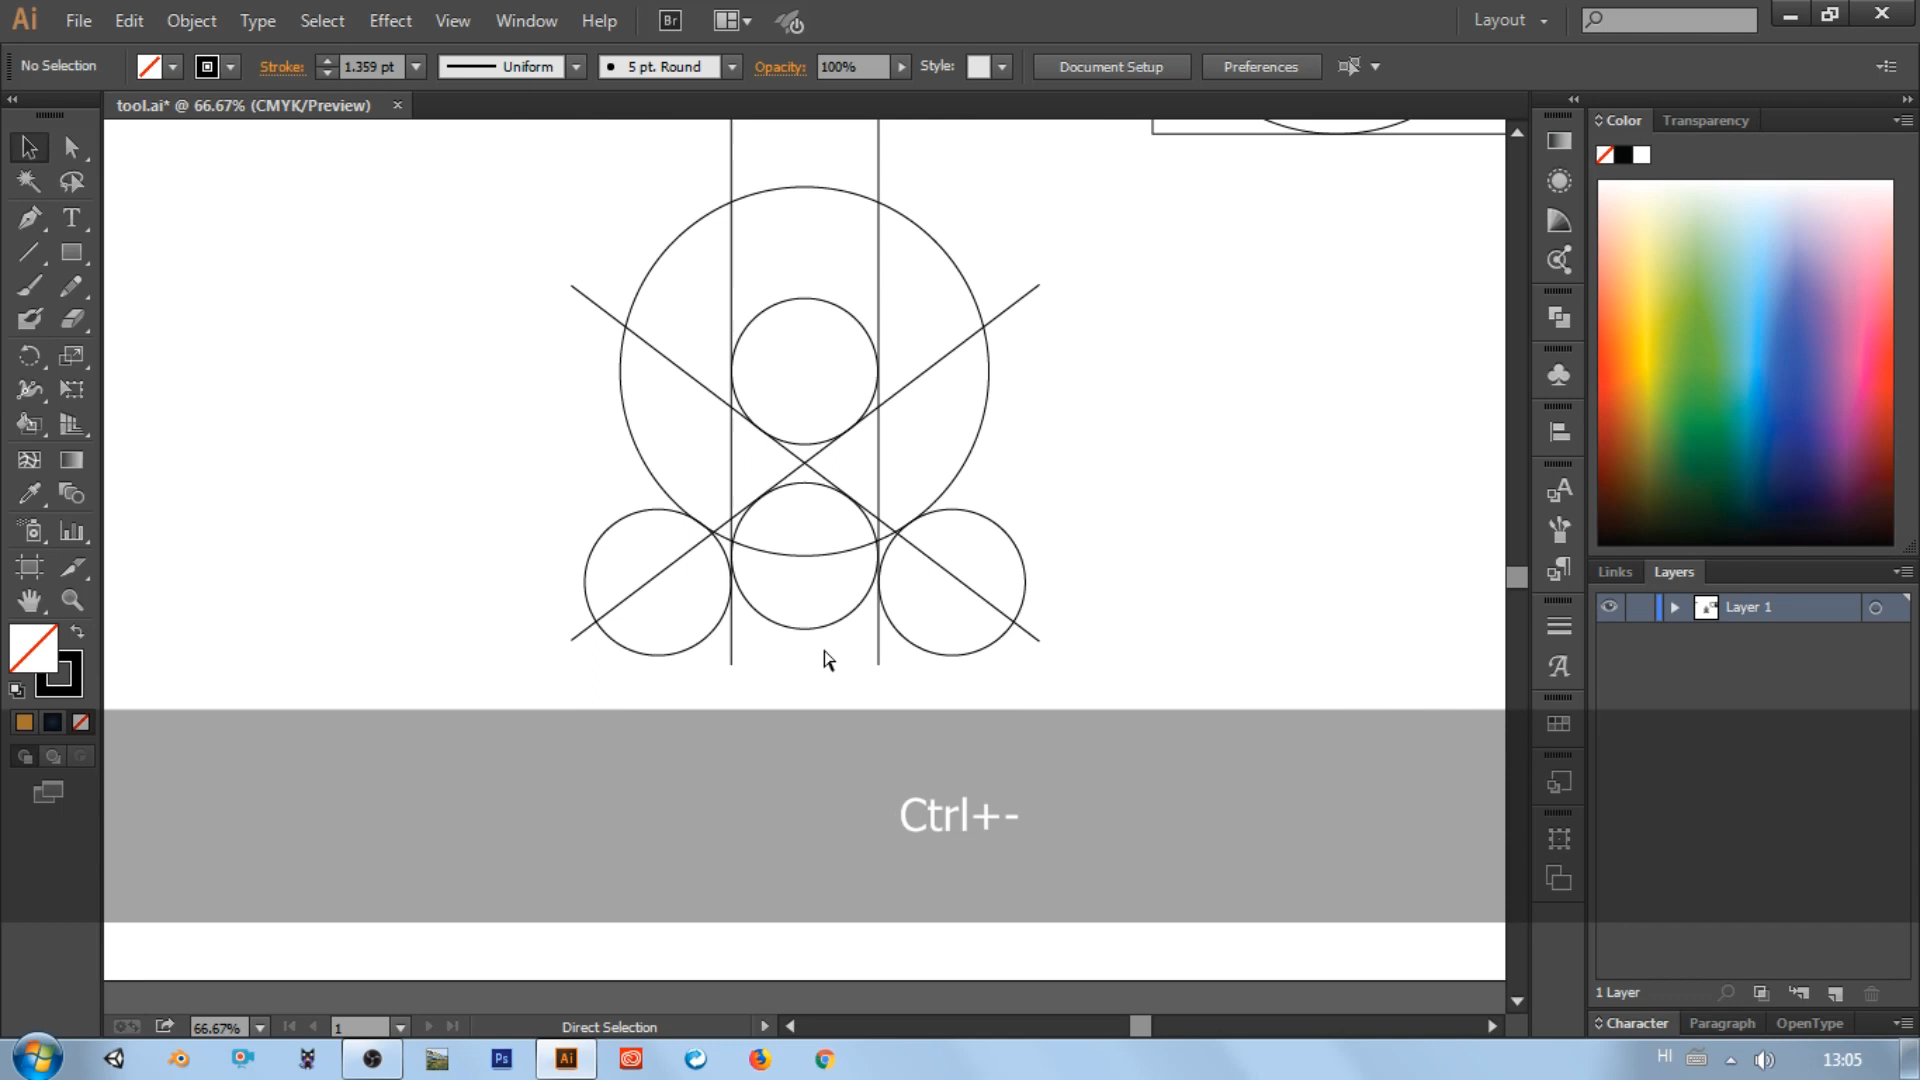 Ai File Edit Object Type Select Effect View Window Help Br Layout
No Selection Stroke: 1.359 pt Uniform 5 pt. Round Opacity: 100% Style: Document Setup Preferences
tool.ai* @ 66.67% (CMYK/Preview)
Color Transparency
Links Layers
Layer 1
Ctrl+-
1 Layer
66.67% 1 Direct Selection
Character Paragraph OpenType
Ps Ai HI 13:05